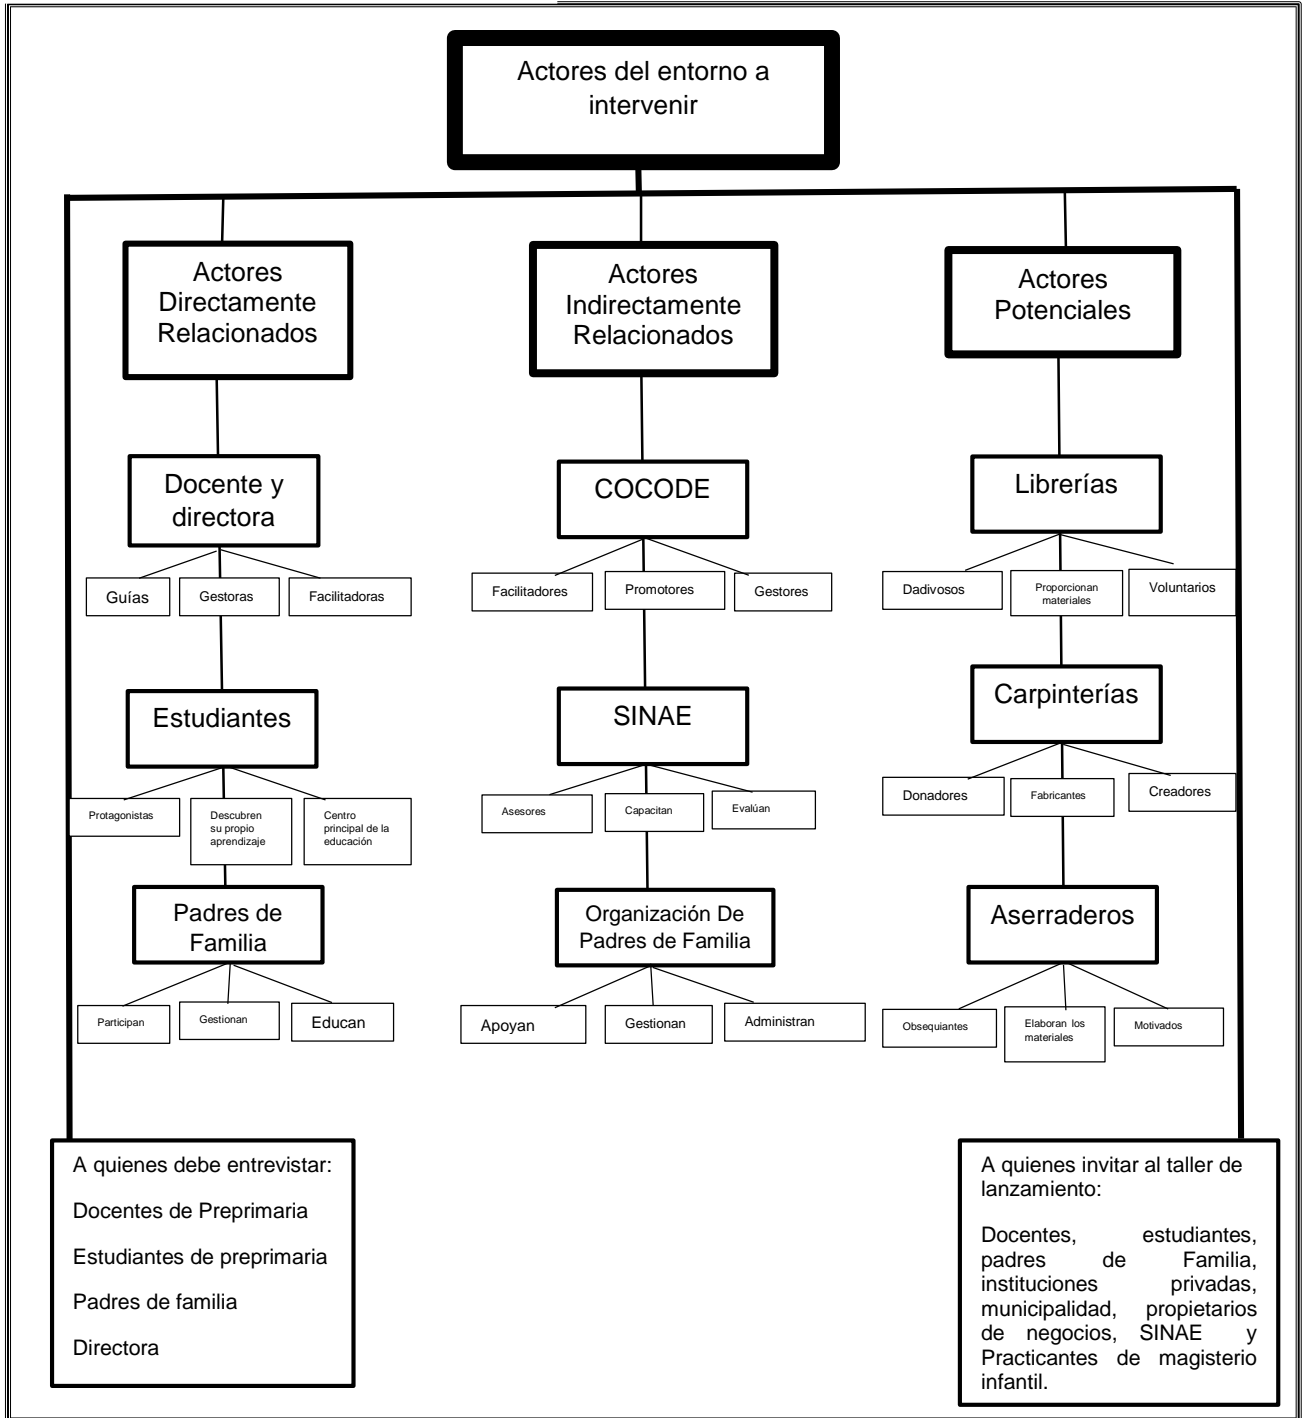 Actores del entorno a
intervenir
Actores
Directamente
Relacionados
Actores
Indirectamente
Relacionados
Actores
Potenciales
Docente y
directora
COCODE
Librerías
Guías
Gestoras
Facilitadoras
Facilitadores
Promotores
Gestores
Dadivosos
Proporcionan
materiales
Voluntarios
Estudiantes
SINAE
Carpinterías
Protagonistas
Descubren
su propio
aprendizaje
Centro
principal de la
educación
Asesores
Capacitan
Evalúan
Donadores
Fabricantes
Creadores
Padres de
Familia
Organización De
Padres de Familia
Aserraderos
Participan
Gestionan
Educan
Apoyan
Gestionan
Administran
Obsequiantes
Elaboran los
materiales
Motivados
A quienes debe entrevistar:
Docentes de Preprimaria
Estudiantes de preprimaria
Padres de familia
Directora
A quienes invitar al taller de
lanzamiento:
Docentes, estudiantes,
padres de Familia,
instituciones privadas,
municipalidad, propietarios
de negocios, SINAE y
Practicantes de magisterio
infantil.